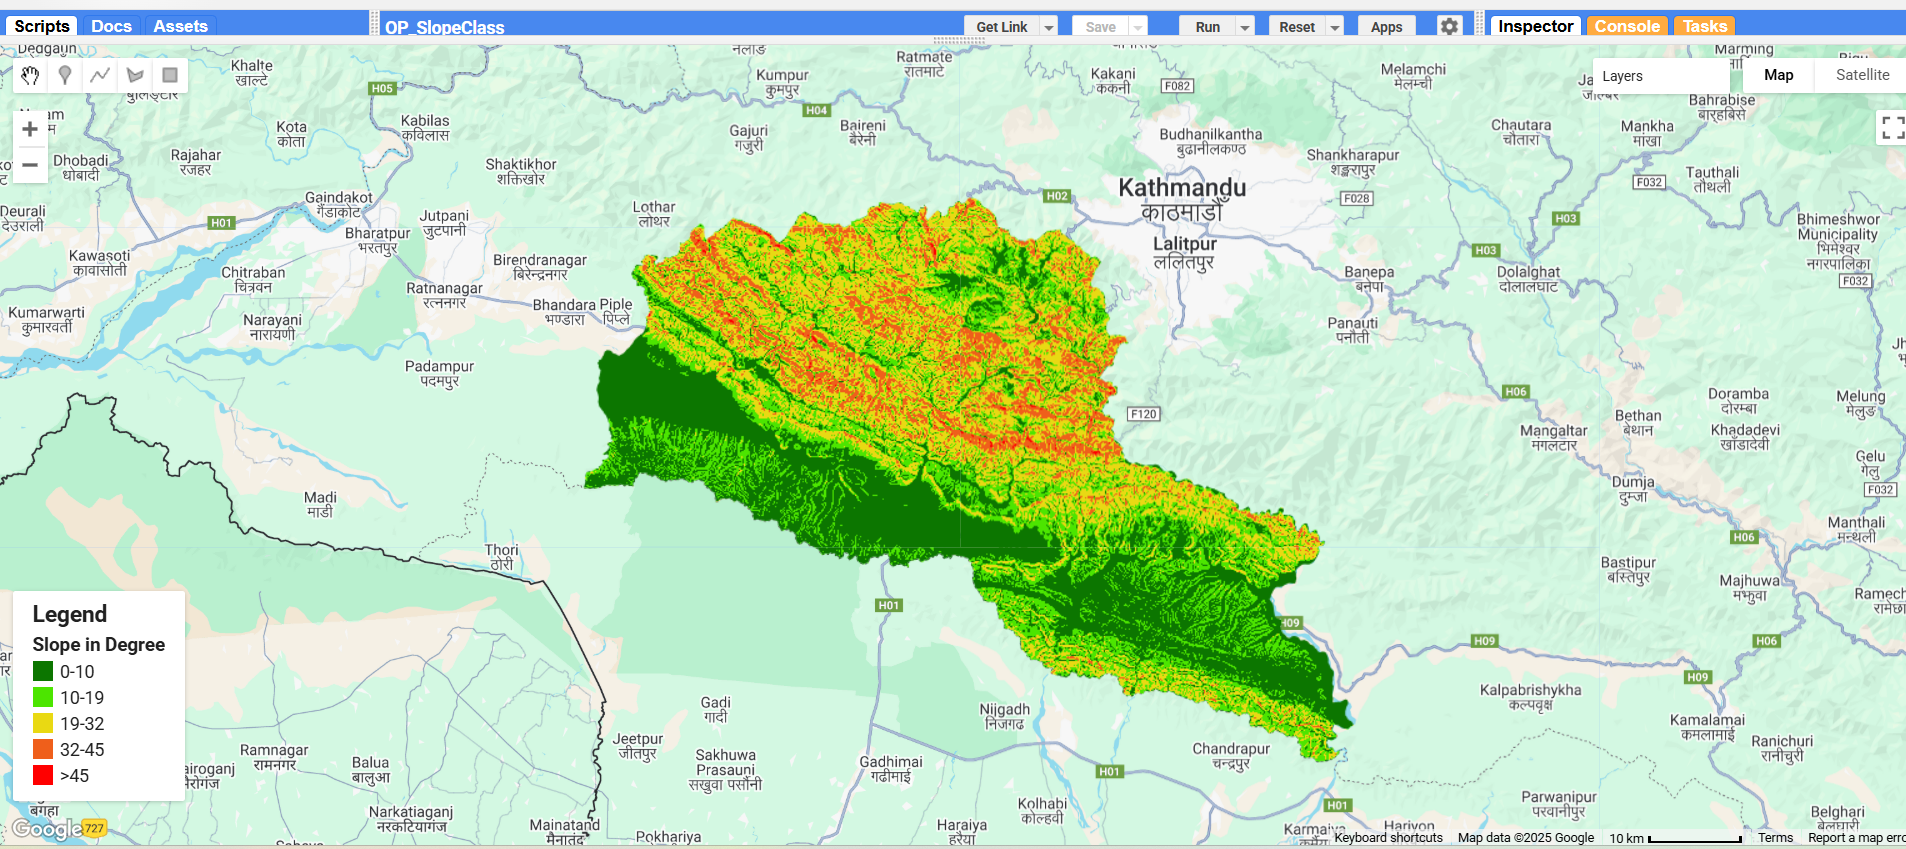 Scripts
Docs
Assets
OP_SlopeClass
Get Link
Save
Run
Reset
Apps
Inspector
Console
Tasks
Layers
Map
Satellite
Khalte
खाल्टे
H05
Kumpur
कुमपुर
Ratmate
रातमाटे
Kakani
ककनी
F082
Melamchi
मेलम्ची
Marming
Bahrabise
बार्‍हबिसे
H04
Kota
कोता
Kabilas
कविलास
Gajuri
गजुरी
Baireni
बैरेनी
Budhanilkantha
बुढानीलकण्ठ
Chautara
चौतारा
Mankha
माखा
Dhobadi
धोबादी
Rajahar
रजहर
Shaktikhor
शक्तिखोर
Shankharapur
शङ्खरापुर
F032
Tauthali
तौथली
Kathmandu
काठमाडौँ
H02
F028
Deurali
देउराली
H01
Gaindakot
गैंडाकोट
Jutpani
जुटपानी
Lothar
लोथर
H03
Bhimeshwor
Municipality
भिमेश्वर
नगरपालिका
Bharatpur
भरतपुर
Lalitpur
ललितपुर
H03
Kawasoti
कावासोती
Chitraban
चित्रवन
Birendranagar
बिरेन्द्रनगर
Banepa
बनेपा
Dolalghat
दोलालघाट
F032
Ratnanagar
रत्ननगर
Bhandara Piple
भण्डारा पिप्ले
Kumarwarti
कुमारवर्ती
Narayani
नारायणी
Panauti
पनौती
Padampur
पदमपुर
H06
Doramba
दोरम्बा
Melung
मेलुङ
F120
Bethan
बेथान
Mangaltar
मंगलटार
Khadadevi
खाँडादेवी
Gelu
गेलु
F032
Madi
माडी
Dumja
दुम्जा
Manthali
मन्थली
H06
Thori
ठोरी
Bastipur
बस्तिपुर
Majhuwa
मझुवा
H01
H09
H09
H06
H09
Legend
Slope in Degree
0-10
10-19
19-32
32-45
>45
Gadi
गादी
Nijgadh
निजगढ
Kalpabrishykha
कल्पवृक्ष
Kamalamai
कमलामाई
Ranichuri
रानीचुरी
Jeetpur
जीतपुर
Ramnagar
रामनगर
Balua
बालुआ
Sakhuwa
Prasauni
सखुवा पर्सौनी
Gadhimai
गढीमाई
H01
Chandrapur
चन्द्रपुर
Narkatiaganj
नरकटियागंज
Kolhabi
कोल्हवी
H01
Parwanipur
परवानीपुर
Belghari
Google
727
Mainatand
मैनातंद
Pokhariya
Haraiya
हरैया
Keyboard shortcuts
Map data ©2025 Google
10 km
Terms
Report a map